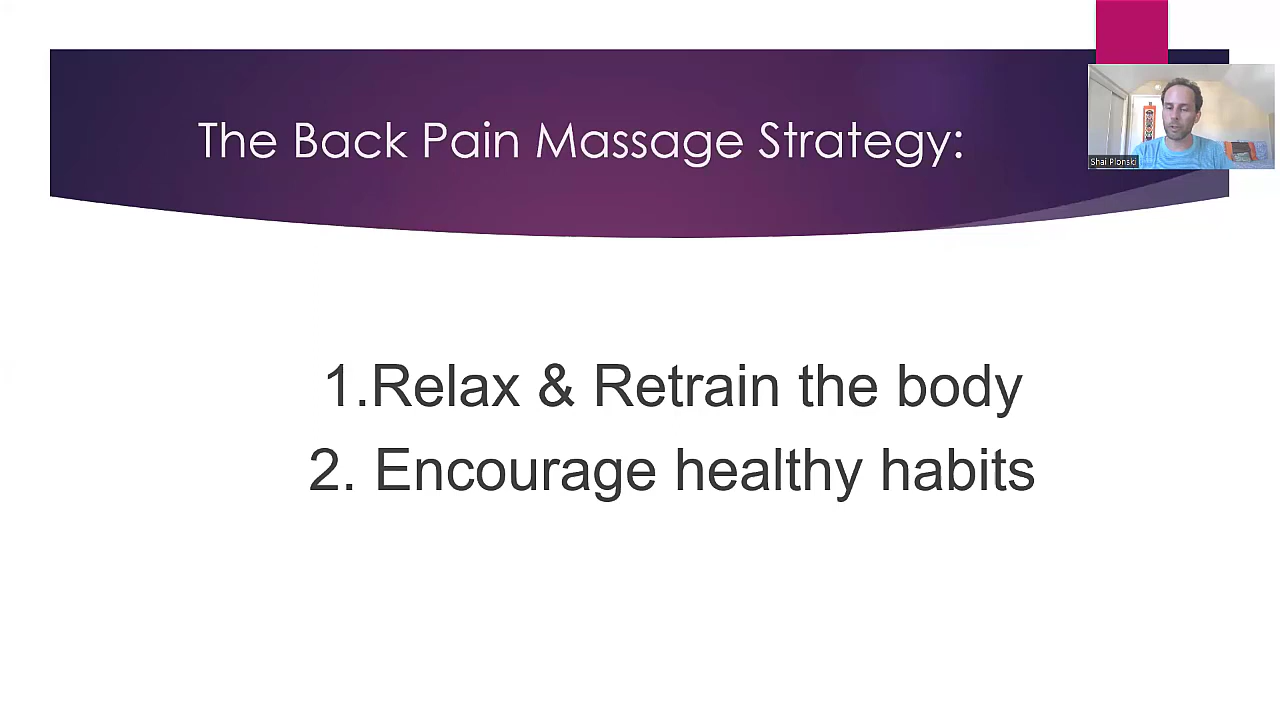 The Back Pain Massage Strategy:
Shai Plonski
1.Relax & Retrain the body
2. Encourage healthy habits